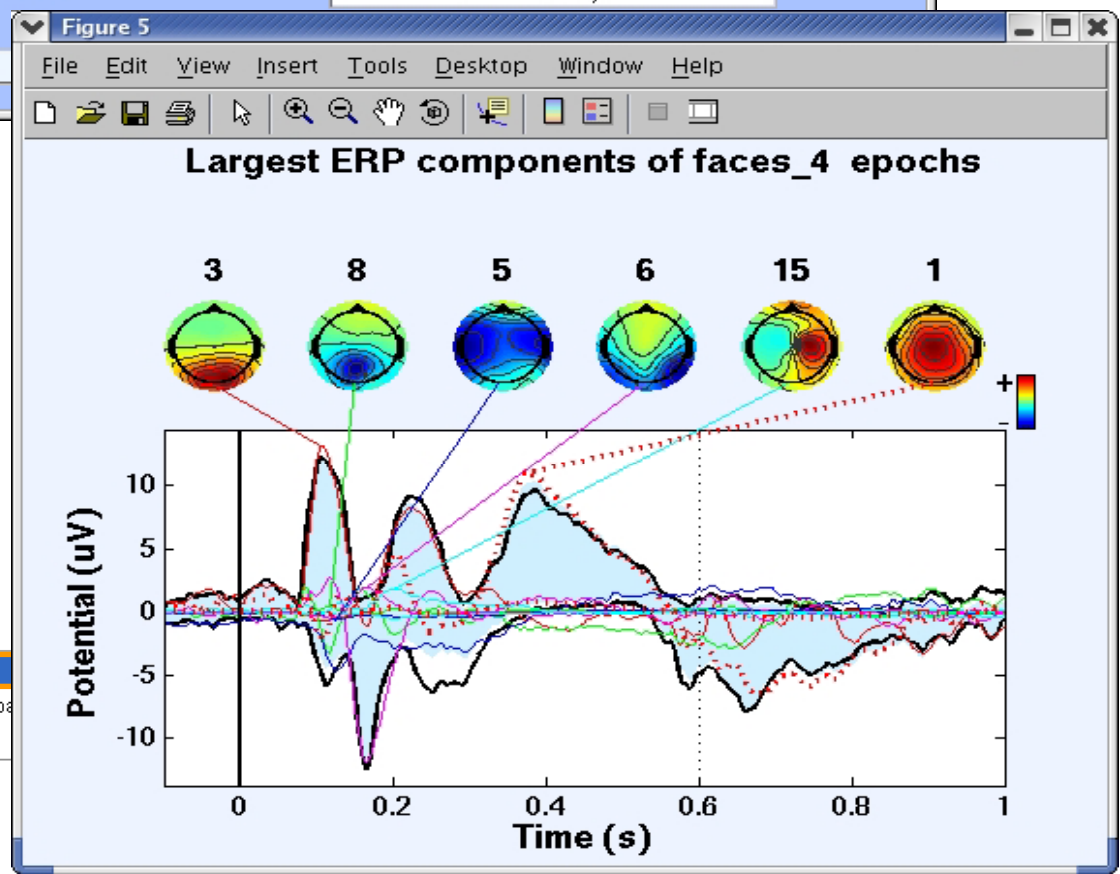 Figure 5
File Edit View Insert Tools Desktop Window Help
Largest ERP components of faces_4 epochs
3 8 5 6 15 1
+
-
10
5
0
-5
-10
Potential (uV)
0 0.2 0.4 0.6 0.8 1
Time (s)